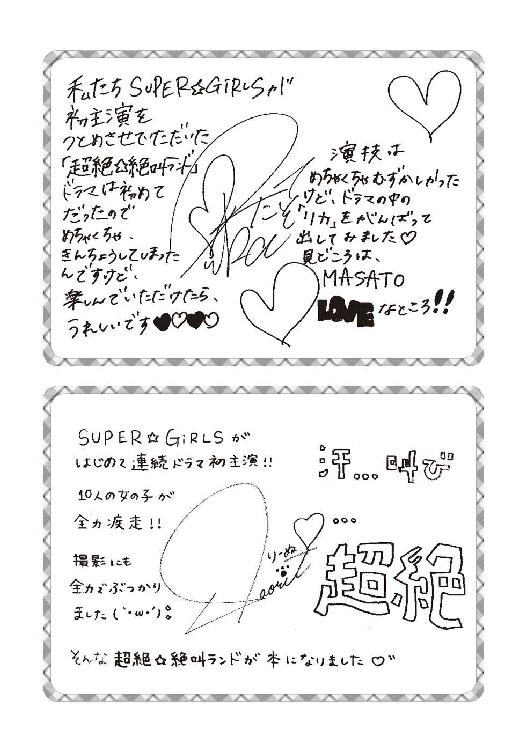 私たち SUPER☆GiRLSが
初主演を
つとめさせていただいた
「超絶☆絶叫ランド」
ドラマは初めて
だったので
めちゃくちゃ、
きんちょうしてしまった
んですけど、
楽しんでいただけたら、
うれしいです♥♡♥♡
演技は
めちゃくちゃむずかしかった
けど、ドラマの中の
「リカ」をがんばって
出してみました♡
見どころは、
MASATO
LOVEなところ!!
SUPER☆GiRLSが
はじめて連続ドラマ初主演!!
10人の女の子が
全力疾走!!
撮影にも
全力でぶつかり
ました(`・ω・´)
りーぬ
汗…叫び
…
超絶
そんな 超絶☆絶叫ランドが 本になりました♡